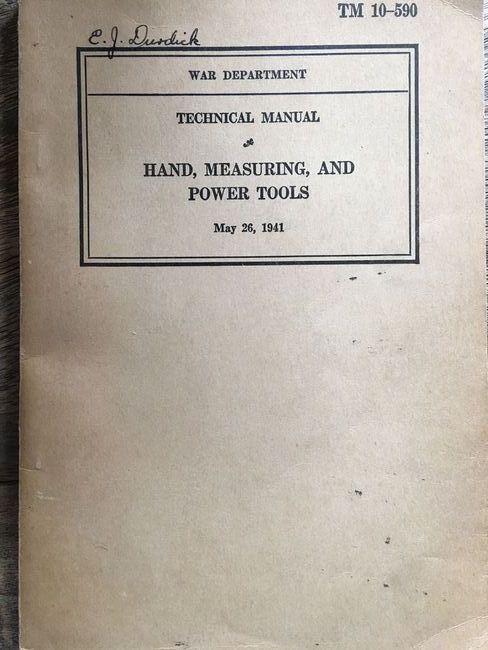 TM 10–590
E. J. Durdick
WAR DEPARTMENT
TECHNICAL MANUAL
HAND, MEASURING, AND
POWER TOOLS
May 26, 1941